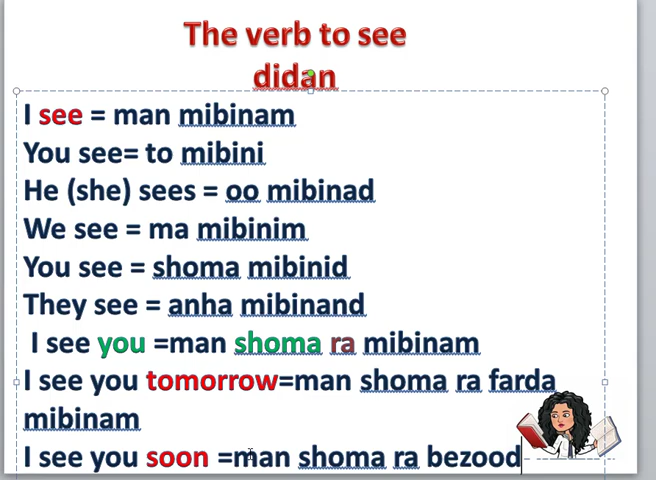 The verb to see
didan
I see = man mibinam
You see= to mibini
He (she) sees = oo mibinad
We see = ma mibinim
You see = shoma mibinid
They see = anha mibinand
I see you =man shoma ra mibinam
I see you tomorrow=man shoma ra farda
mibinam
I see you soon =man shoma ra bezood